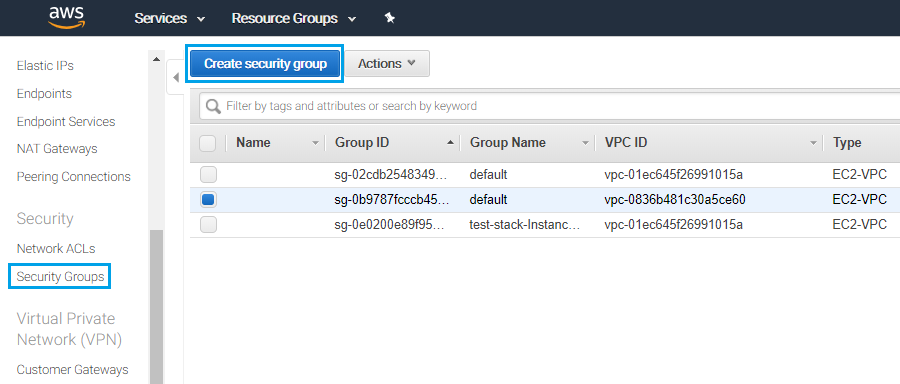 aws Services Resource Groups
Elastic IPs
Endpoints
Endpoint Services
NAT Gateways
Peering Connections
Security
Network ACLs
Security Groups
Virtual Private
Network (VPN)
Customer Gateways
Create security group Actions
Filter by tags and attributes or search by keyword
Name Group ID Group Name VPC ID Type
sg-02cdb2548349... default vpc-01ec645f26991015a EC2-VPC
sg-0b9787fcccb45... default vpc-0836b481c30a5ce60 EC2-VPC
sg-0e0200e89f95... test-stack-Instanc... vpc-01ec645f26991015a EC2-VPC